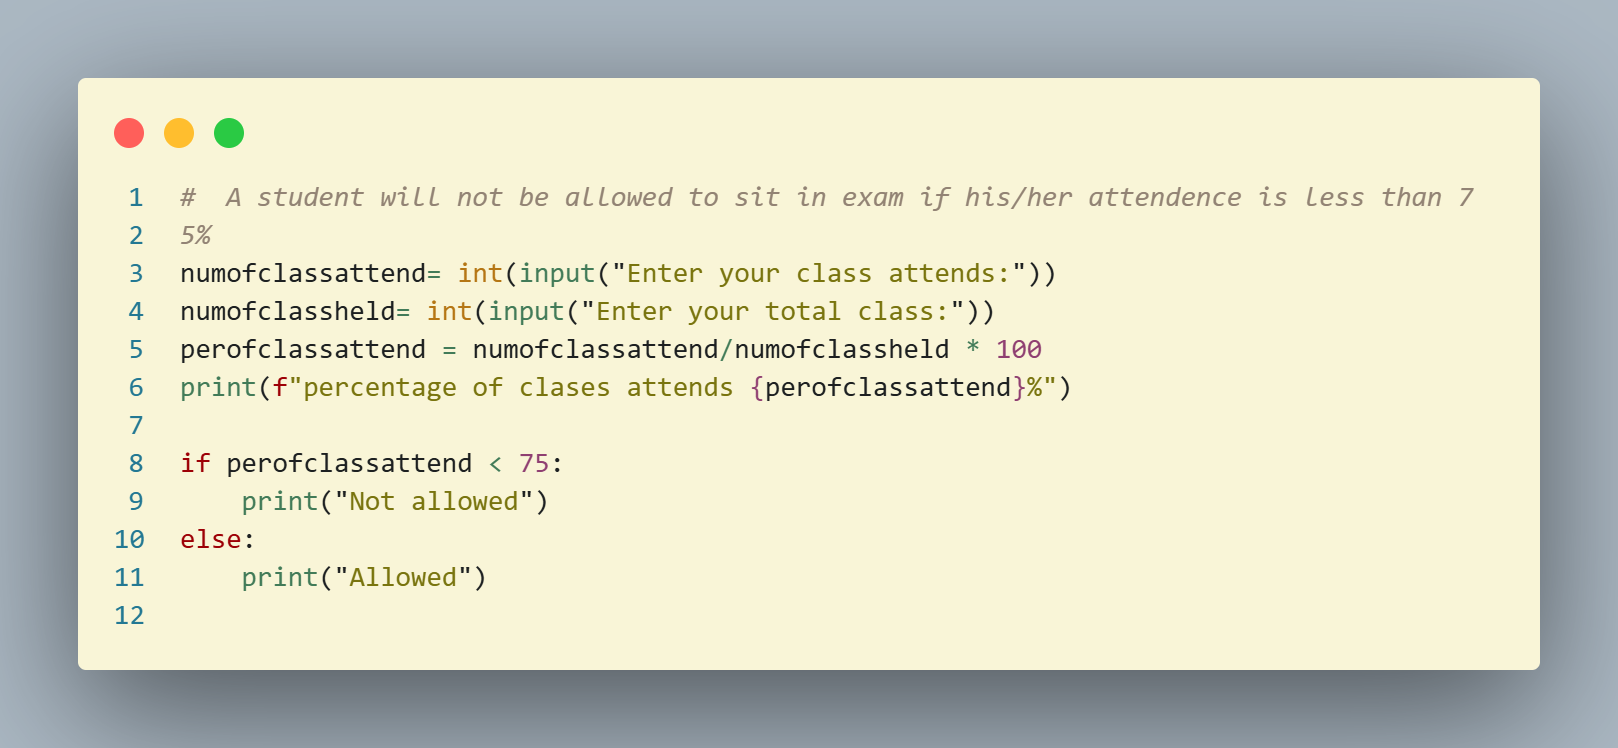 1 #  A student will not be allowed to sit in exam if his/her attendence is less than 7
2 5%
3 numofclassattend= int(input("Enter your class attends:"))
4 numofclassheld= int(input("Enter your total class:"))
5 perofclassattend = numofclassattend/numofclassheld * 100
6 print(f"percentage of clases attends {perofclassattend}%")
7
8 if perofclassattend < 75:
9     print("Not allowed")
10 else:
11     print("Allowed")
12